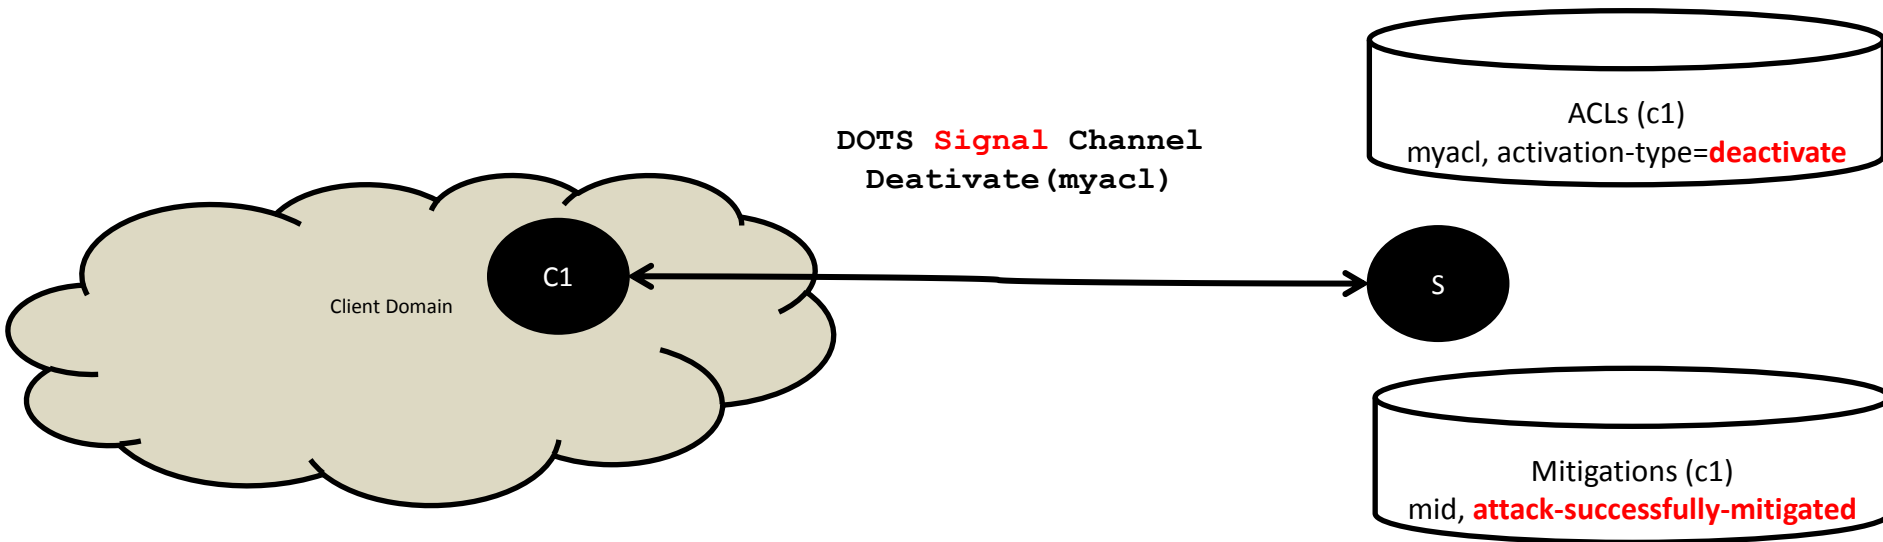 DOTS Signal Channel
Deativate(myacl)
ACLs (c1)
myacl, activation-type=deactivate
C1
Client Domain
S
Mitigations (c1)
mid, attack-successfully-mitigated